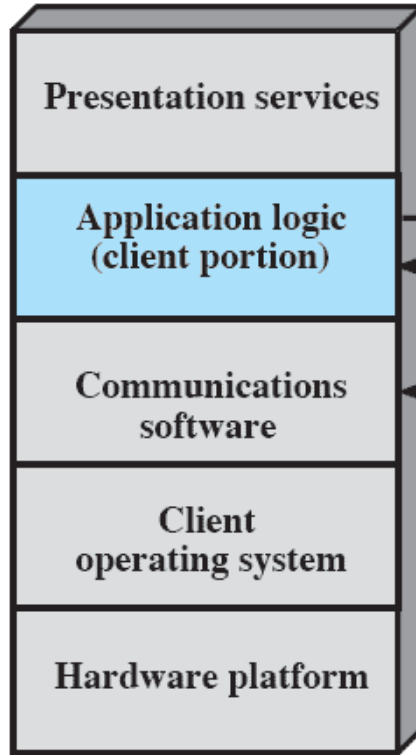 Presentation services
Application logic
(client portion)
Communications
software
Client
operating system
Hardware platform